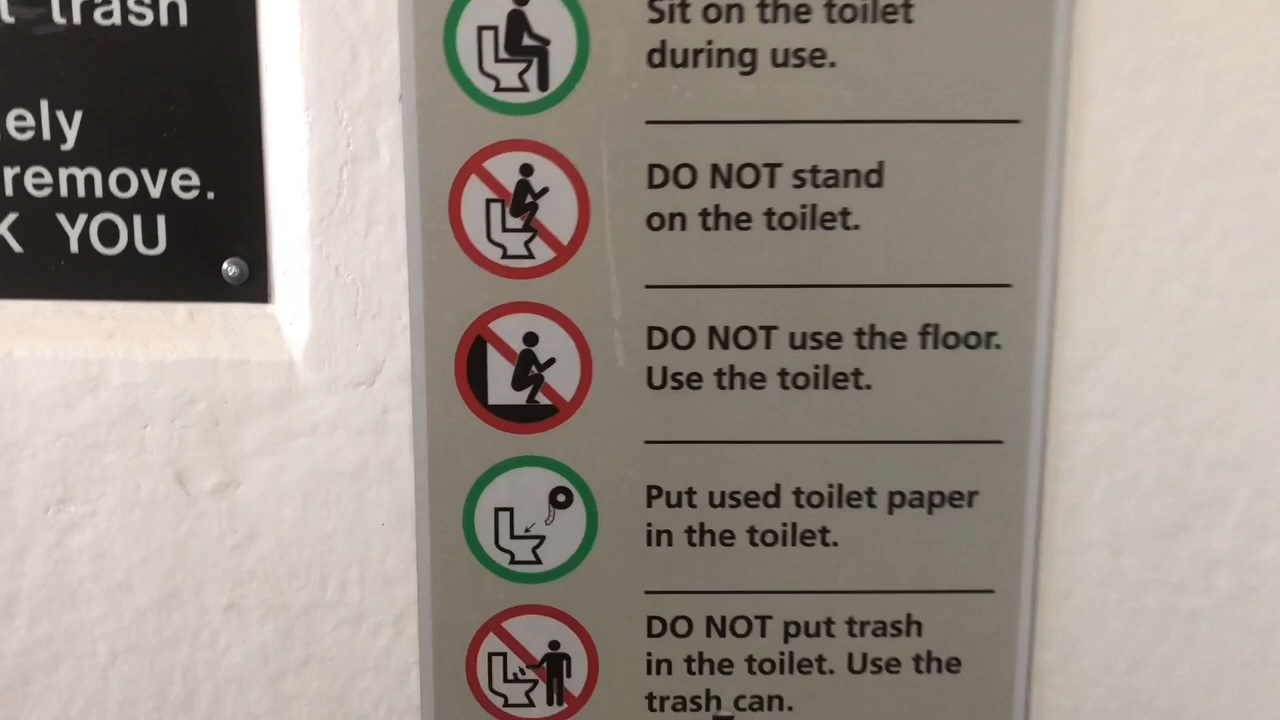 trash
ely
remove.
K YOU
Sit on the toilet
during use.
DO NOT stand
on the toilet.
DO NOT use the floor.
Use the toilet.
Put used toilet paper
in the toilet.
DO NOT put trash
in the toilet. Use the
trash can.